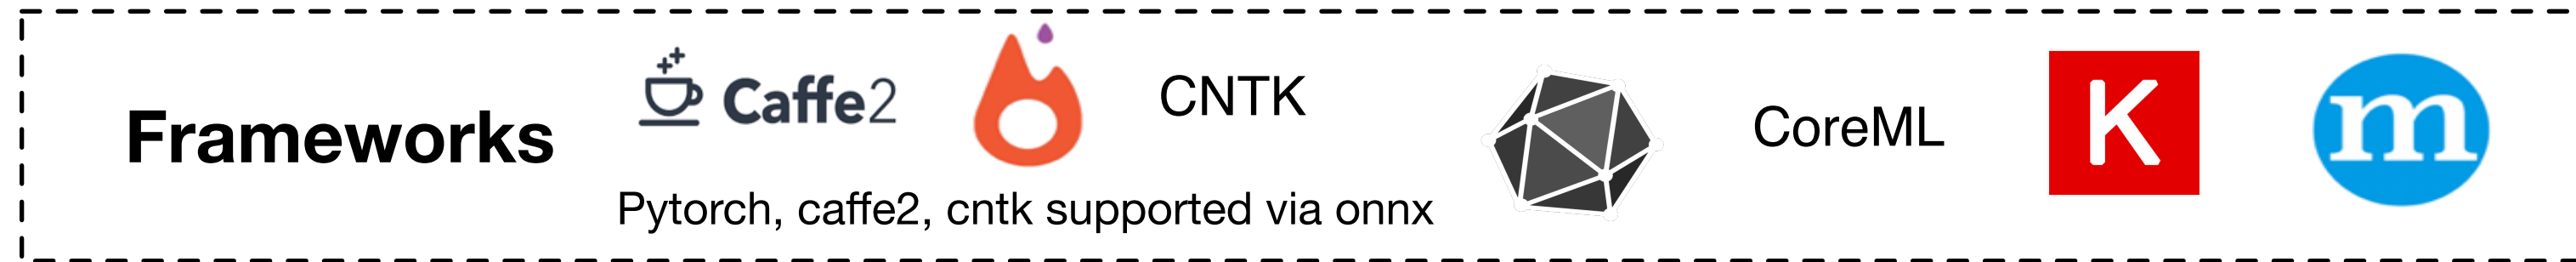 Frameworks
Caffe2
CNTK
CoreML
K
m
Pytorch, caffe2, cntk supported via onnx